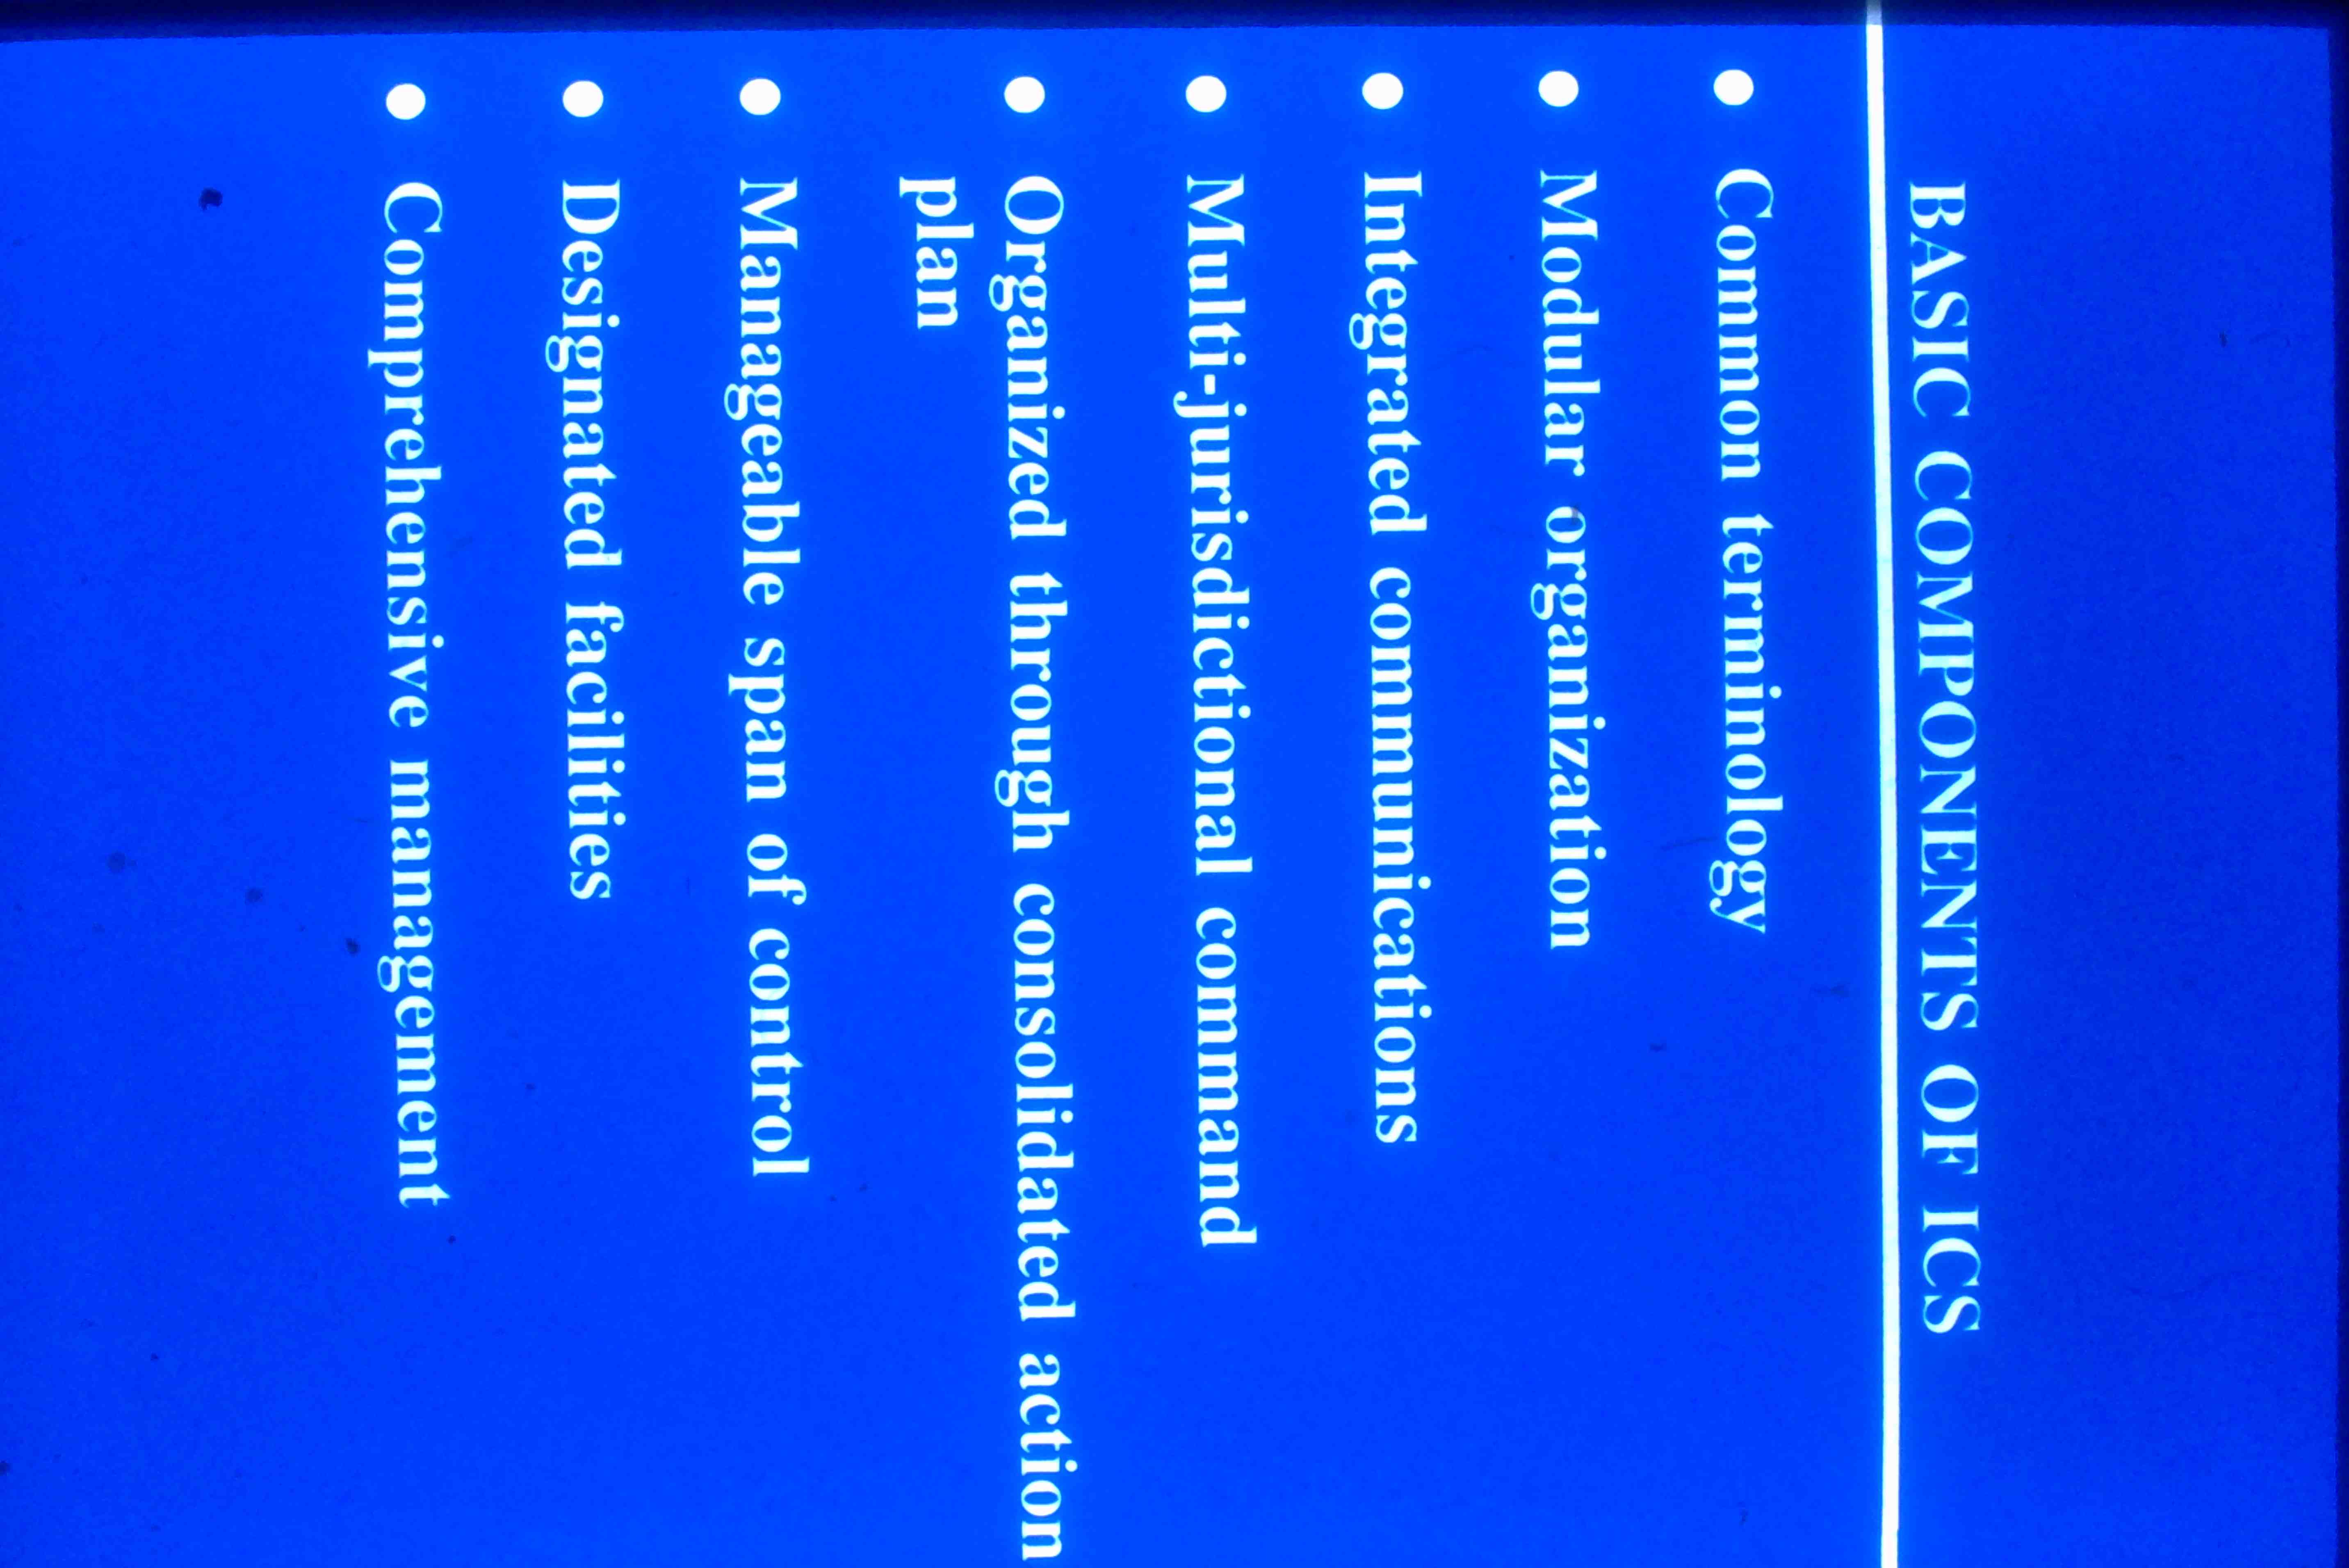 BASIC COMPONENTS OF ICS
● Common terminology
● Modular organization
● Integrated communications
● Multi-jurisdictional command
● Organized through consolidated action
plan
● Manageable span of control
● Designated facilities
● Comprehensive management